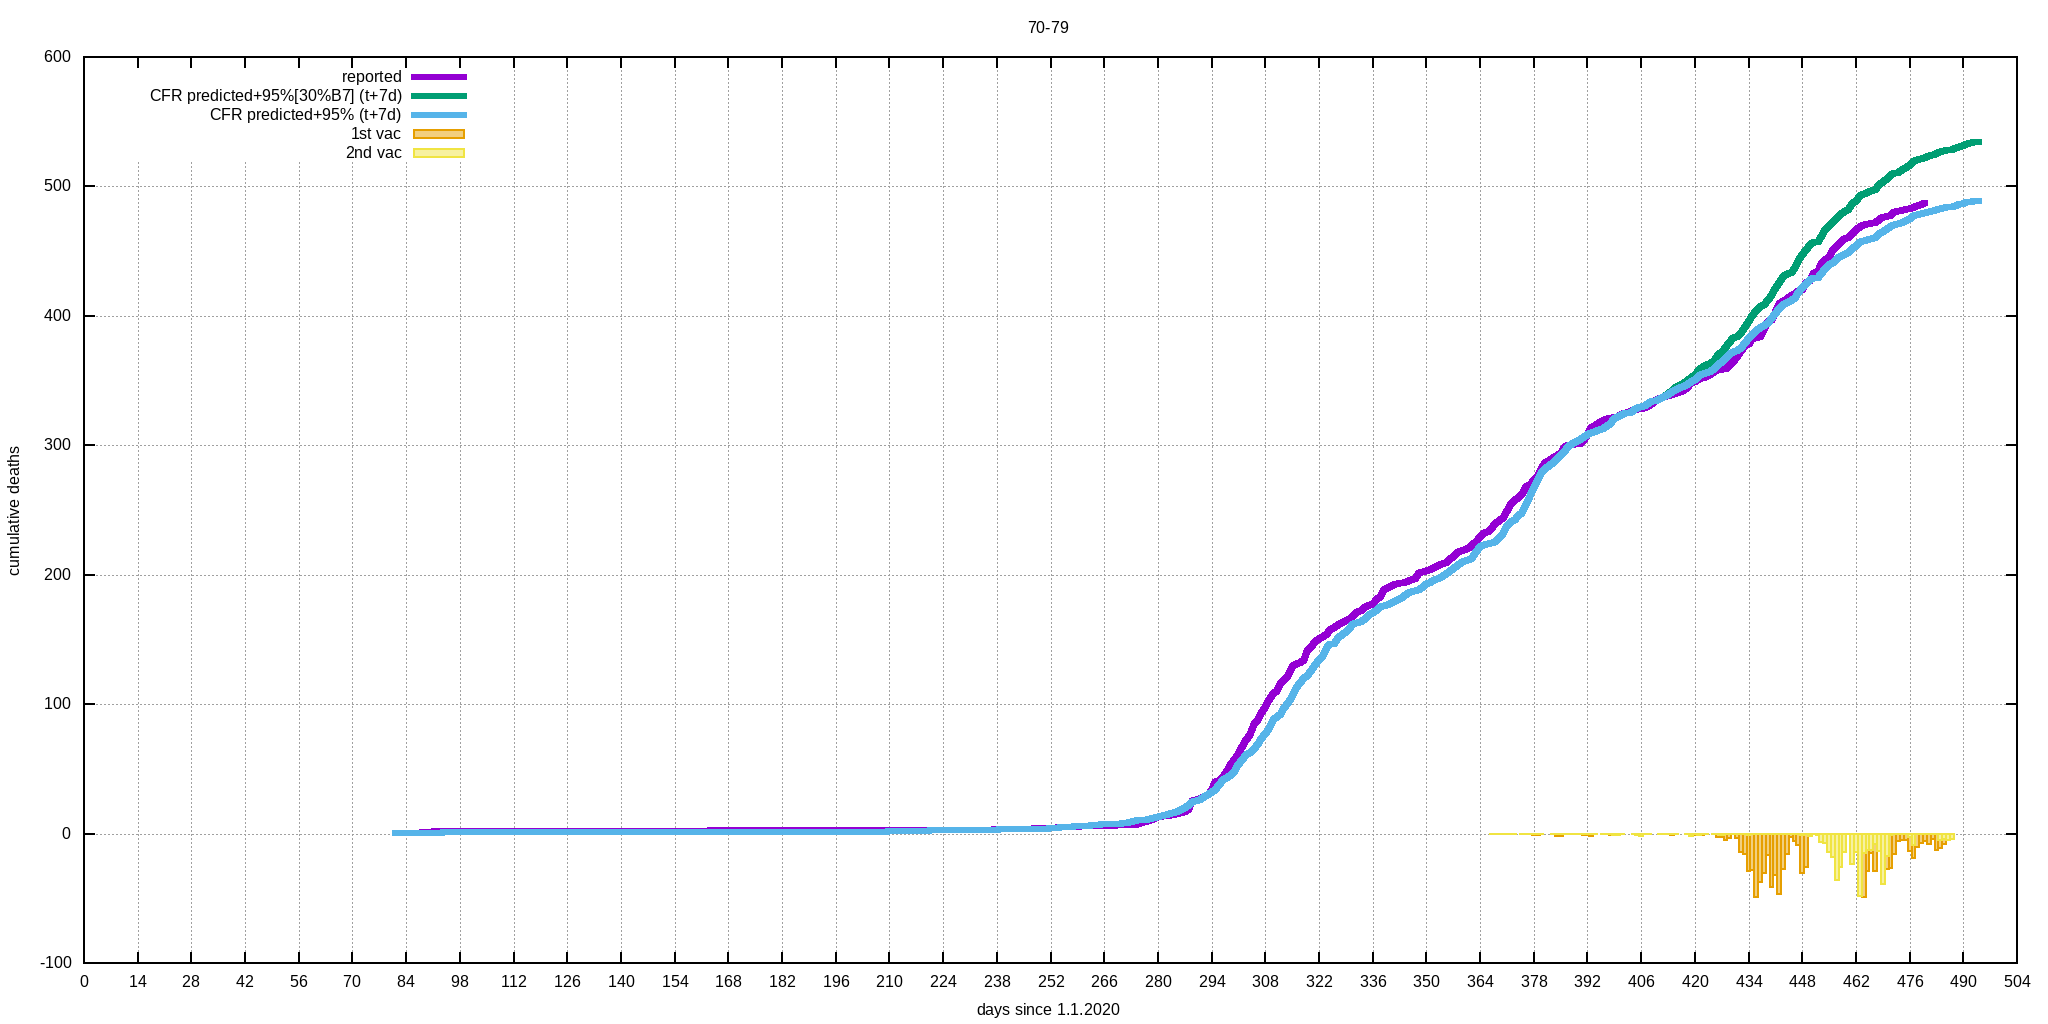 70-79
600
500
400
300
200
100
0
-100
cumulative deaths
reported
CFR predicted+95%[30%B7] (t+7d)
CFR predicted+95% (t+7d)
1st vac
2nd vac
0 14 28 42 56 70 84 98 112 126 140 154 168 182 196 210 224 238 252 266 280 294 308 322 336 350 364 378 392 406 420 434 448 462 476 490 504
days since 1.1.2020